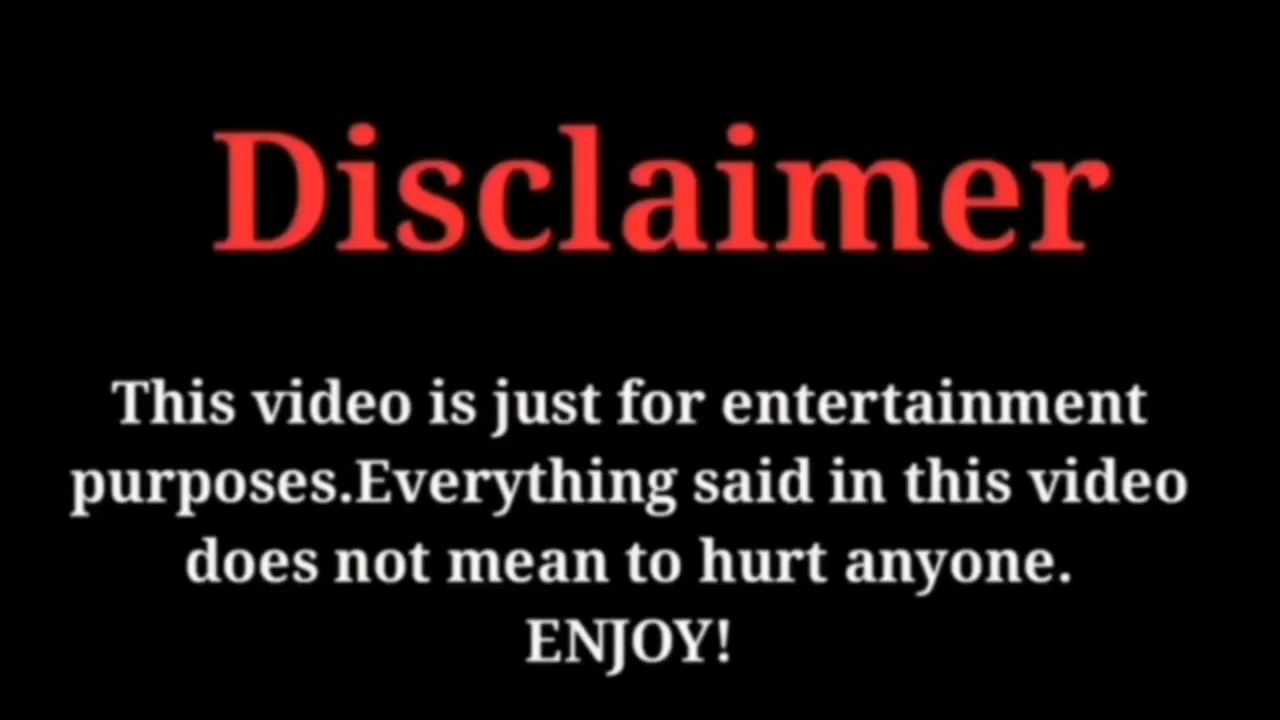 Disclaimer
This video is just for entertainment
purposes.Everything said in this video
does not mean to hurt anyone.
ENJOY!